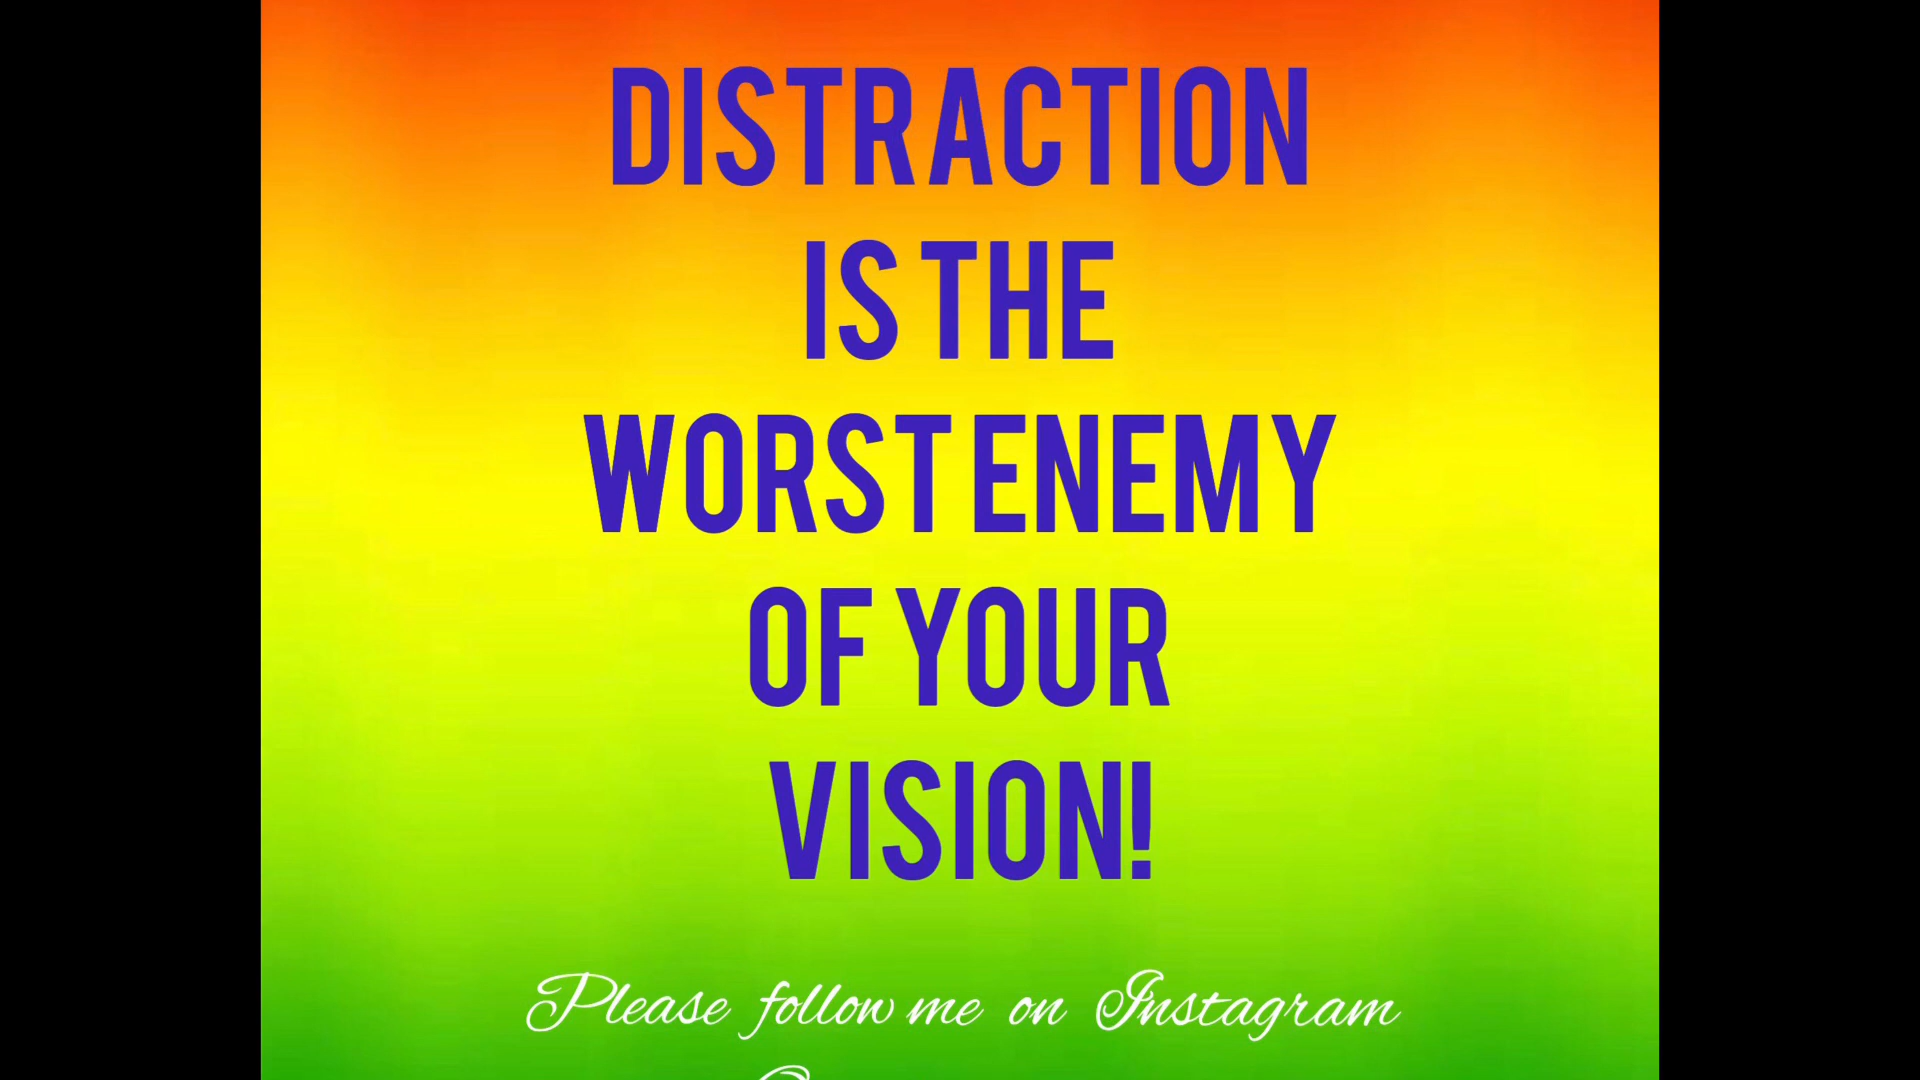 DISTRACTION
IS THE
WORST ENEMY
OF YOUR
VISION!
Please follow me on Instagram